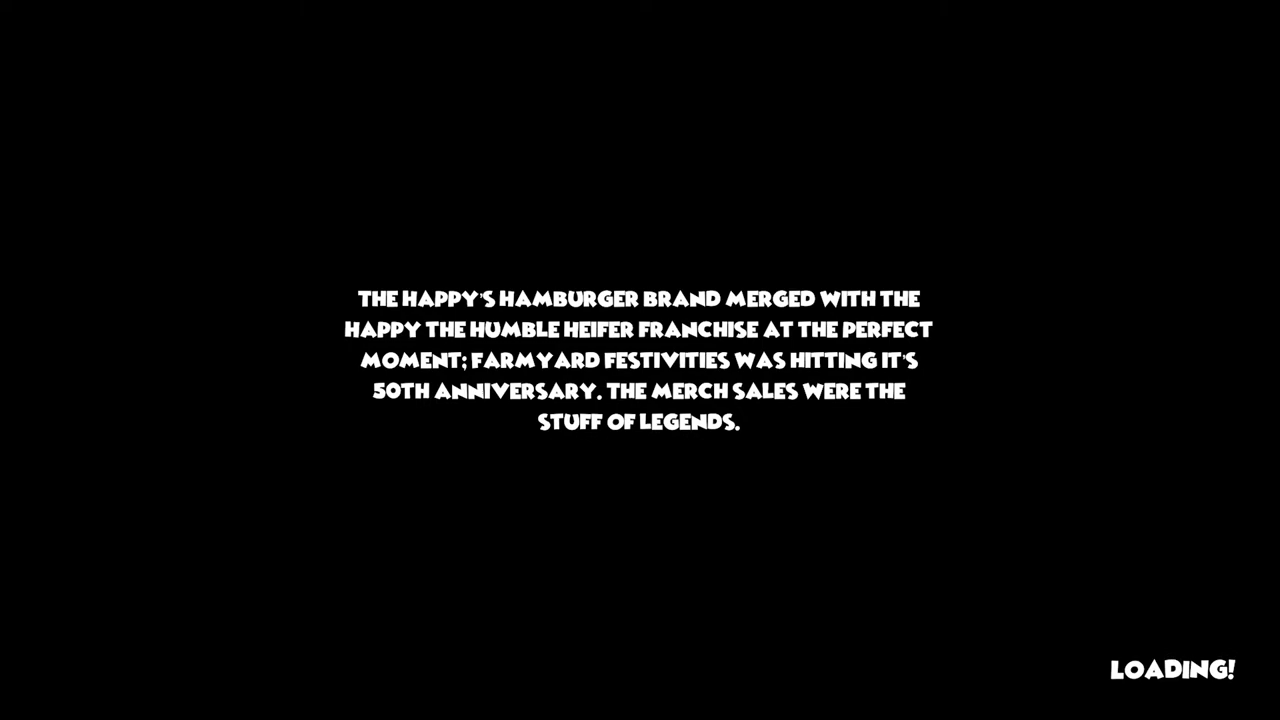 THE HAPPY'S HAMBURGER BRAND MERGED WITH THE
HAPPY THE HUMBLE HEIFER FRANCHISE AT THE PERFECT
MOMENT; FARMYARD FESTIVITIES WAS HITTING IT'S
50TH ANNIVERSARY. THE MERCH SALES WERE THE
STUFF OF LEGENDS.
LOADING!